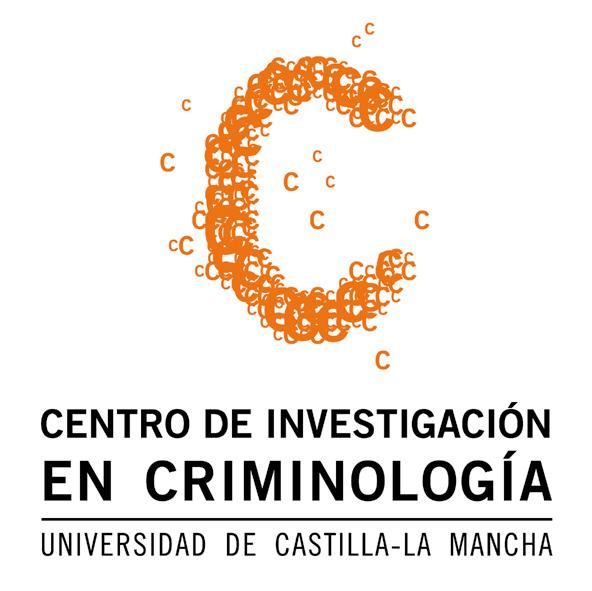 CENTRO DE INVESTIGACIÓN
EN CRIMINOLOGÍA
UNIVERSIDAD DE CASTILLA-LA MANCHA